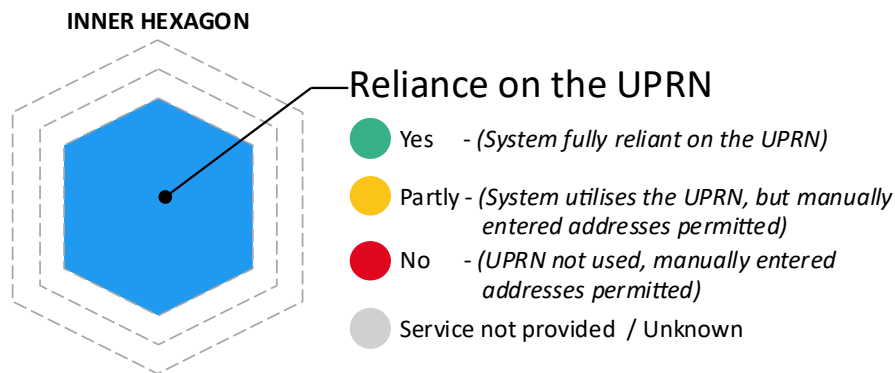 INNER HEXAGON
Reliance on the UPRN
Yes - (System fully reliant on the UPRN)
Partly - (System utilises the UPRN, but manually
entered addresses permitted)
No - (UPRN not used, manually entered
addresses permitted)
Service not provided / Unknown